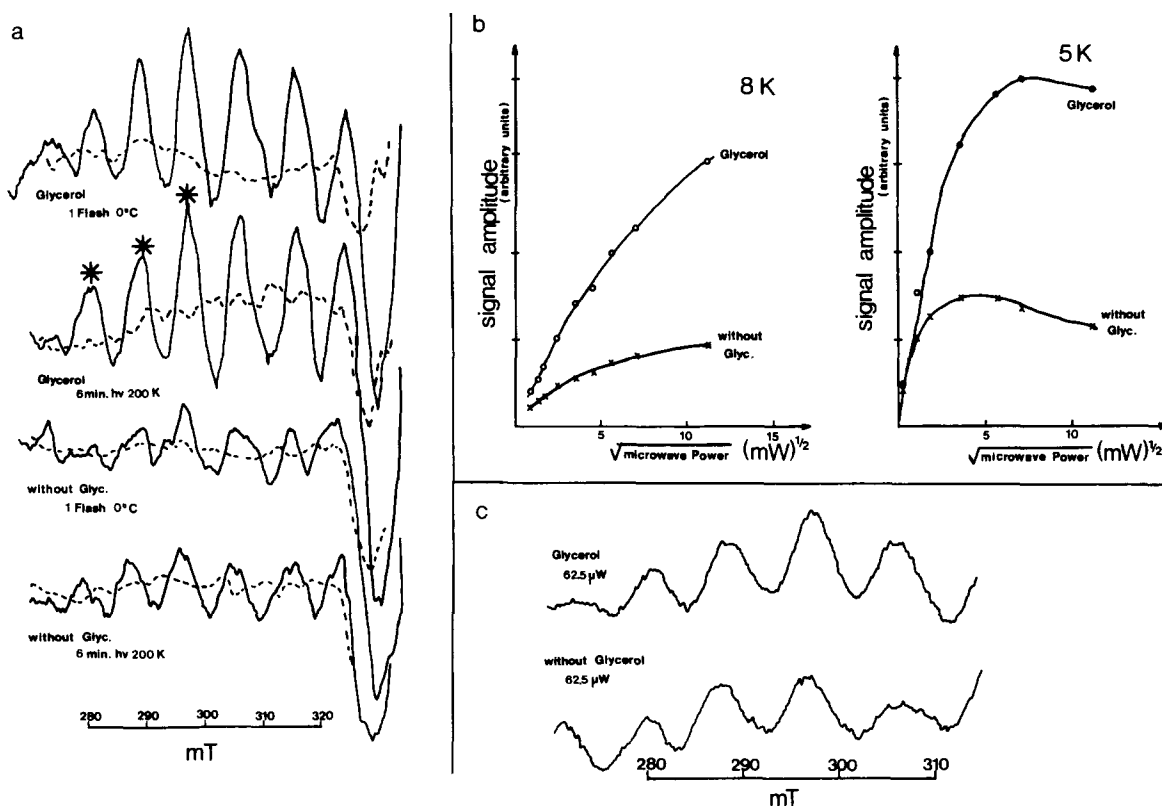 a
Glycerol
1 Flash 0°C
Glycerol
6 min. hv 200 K
without Glyc.
1 Flash 0°C
without Glyc.
6 min. hv 200 K
280 290 300 310 320
mT
b
signal amplitude
(arbitrary units)
8 K
Glycerol
without
Glyc.
5 10 15
√microwave Power (mW)½
signal amplitude
(arbitrary units)
5 K
Glycerol
without
Glyc.
5 10
√microwave Power (mW)½
c
Glycerol
62.5 µW
without Glycerol
62,5 µW
280 290 300 310
mT